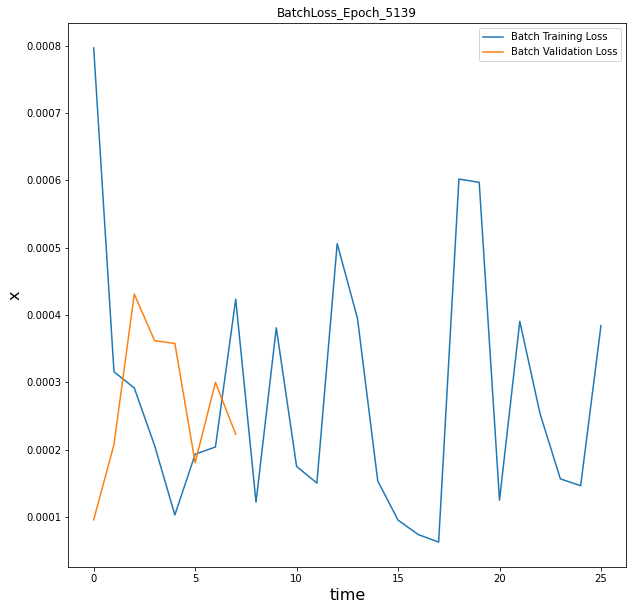 BatchLoss_Epoch_5139
Batch Training Loss
Batch Validation Loss
0.0008
0.0007
0.0006
0.0005
0.0004
0.0003
0.0002
0.0001
x
0 5 10 15 20 25
time